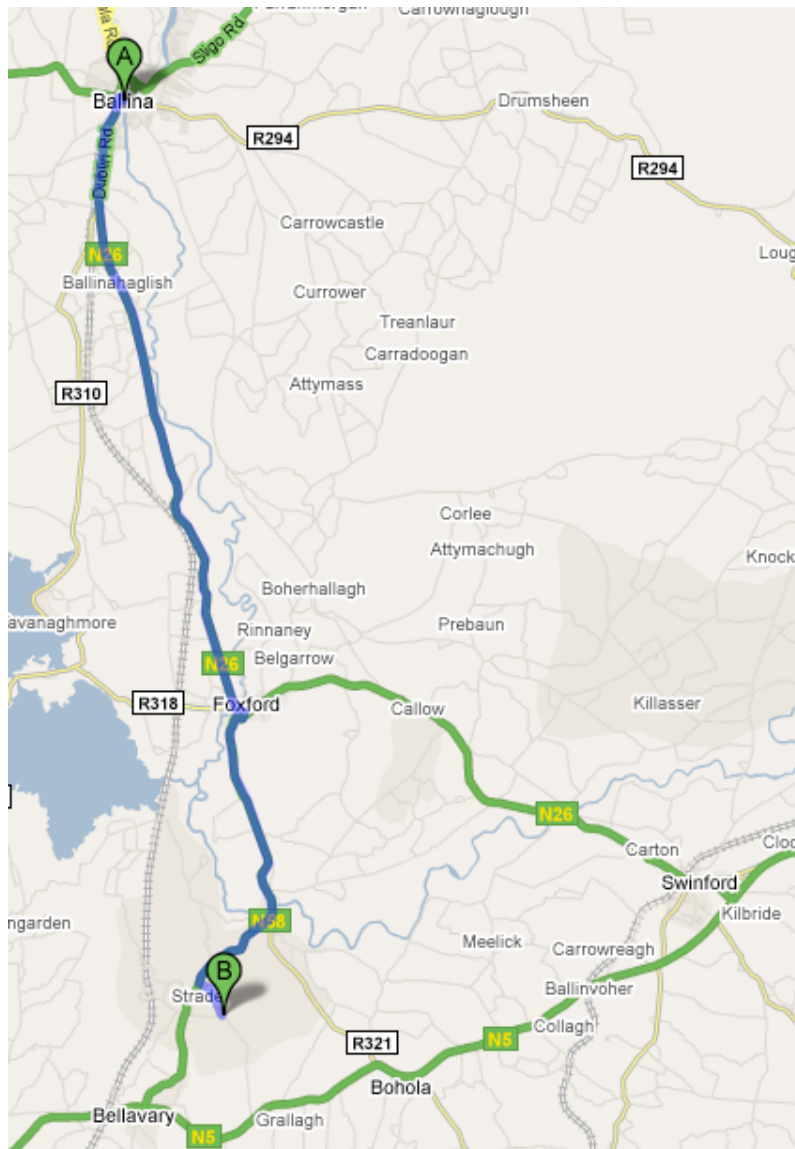 Carrownaglough
Sligo Rd
A
Ballina
Drumsheen
R294
R294
Dublin Rd
Carrowcastle
N26
Ballinahaglish
Currower
Treanlaur
Carradoogan
Attymass
R310
Corlee
Attymachugh
Knock
Boherhallagh
avanaghmore
Rinnaney
Prebaun
Belgarrow
N26
R318
Foxford
Callow
Killasser
N26
Carton
Cloo
Swinford
Kilbride
ngarden
N58
Meelick
Carrowreagh
B
Strade
Ballinvoher
Collagh
R321
N5
Bohola
Bellavary
Grallagh
N5